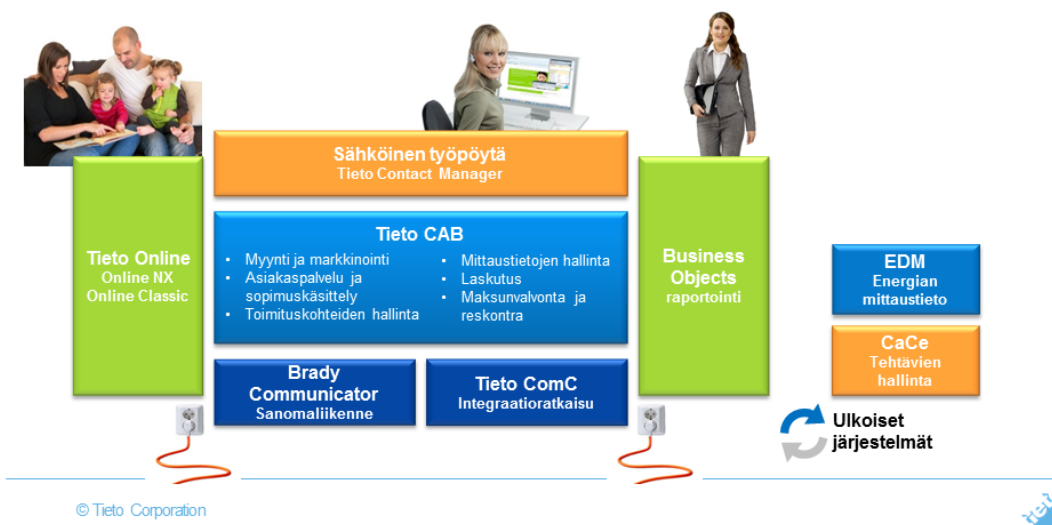 Sähköinen työpöytä
Tieto Contact Manager
Tieto Online
Online NX
Online Classic
Tieto CAB
▪ Myynti ja markkinointi
▪ Asiakaspalvelu ja
sopimuskäsittely
▪ Toimituskohteiden hallinta
▪ Mittaustietojen hallinta
▪ Laskutus
▪ Maksunvalvonta ja
reskontra
Business
Objects
raportointi
EDM
Energian
mittaustieto
CaCe
Tehtävien
hallinta
Brady
Communicator
Sanomaliikenne
Tieto ComC
Integraatioratkaisu
Ulkoiset
järjestelmät
© Tieto Corporation